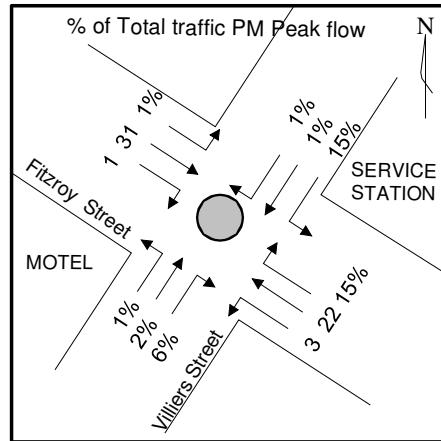 % of Total traffic PM Peak flow
N
1 31 1%
1%
1%
15%
Fitzroy Street
SERVICE
STATION
MOTEL
1%
2%
6%
3 22 15%
Villiers Street